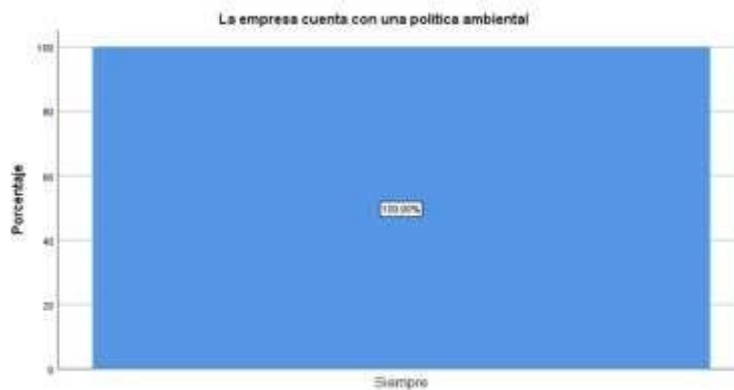 La empresa cuenta con una política ambiental
Porcentaje
100
80
60
40
20
0
100.00%
Siempre